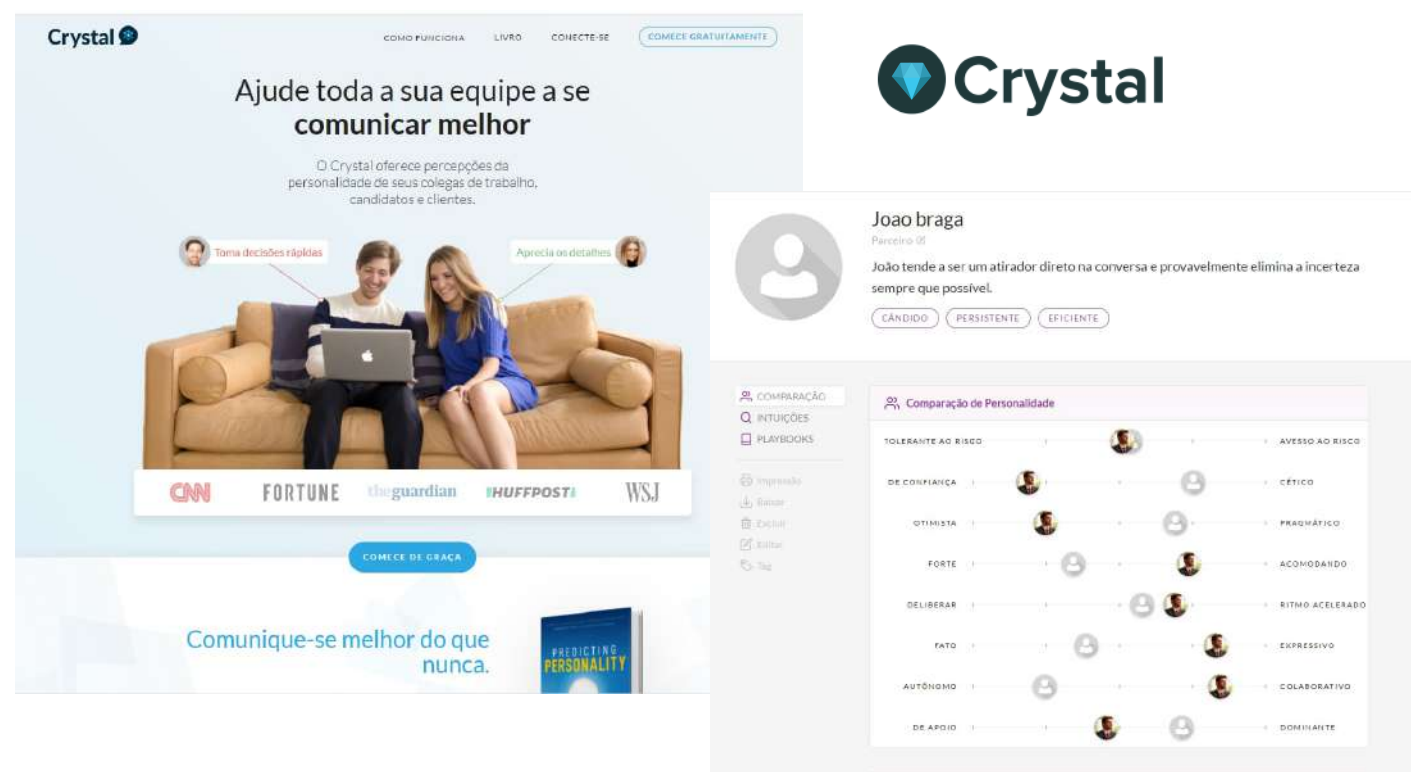 Crystal
COMO FUNCIONA
LIVRO
CONECTE-SE
COMECE GRATUITAMENTE
Ajude toda a sua equipe a se
comunicar melhor
O Crystal oferece percepções da
personalidade de seus colegas de trabalho,
candidatos e clientes.
Toma decisões rápidas
Aprecia os detalhes
CNN
FORTUNE
theguardian
HUFFPOST
WSJ
COMECE DE GRAÇA
Comunique-se melhor do que
nunca.
PREDICTING
PERSONALITY
Crystal
Joao braga
Parceiro
João tende a ser um atirador direto na conversa e provavelmente elimina a incerteza
sempre que possível.
CÂNDIDO
PERSISTENTE
EFICIENTE
COMPARAÇÃO
INTUIÇÕES
PLAYBOOKS
Impressão
Baixar
Excluir
Editar
Tag
Comparação de Personalidade
TOLERANTE AO RISCO
AVESSO AO RISCO
DE CONFIANÇA
CÉTICO
OTIMISTA
PRAGMÁTICO
FORTE
ACOMODANDO
DELIBERAR
RITMO ACELERADO
FATO
EXPRESSIVO
AUTÔNOMO
COLABORATIVO
DE APOIO
DOMINANTE